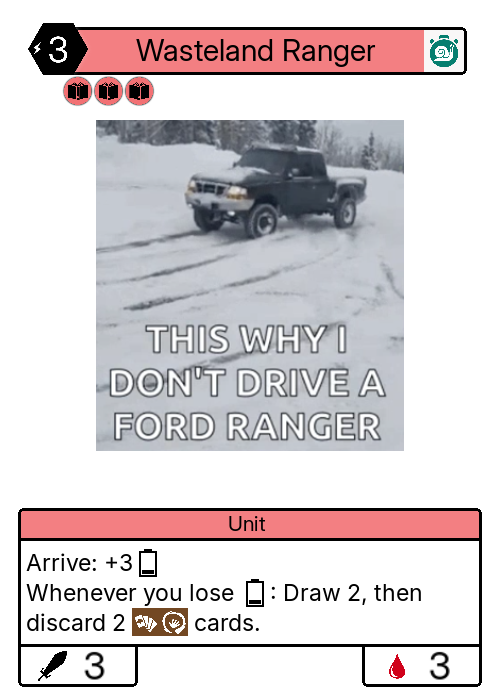 3 Wasteland Ranger
THIS WHY I
DON'T DRIVE A
FORD RANGER
Unit
Arrive: +3
Whenever you lose : Draw 2, then
discard 2 cards.
3 3